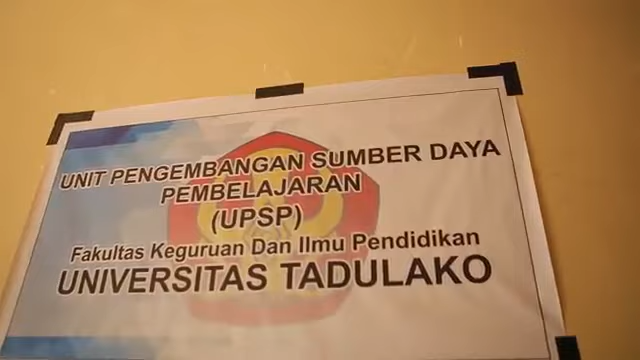 UNIT PENGEMBANGAN SUMBER DAYA
PEMBELAJARAN
(UPSP)
Fakultas Keguruan Dan Ilmu Pendidikan
UNIVERSITAS TADULAKO